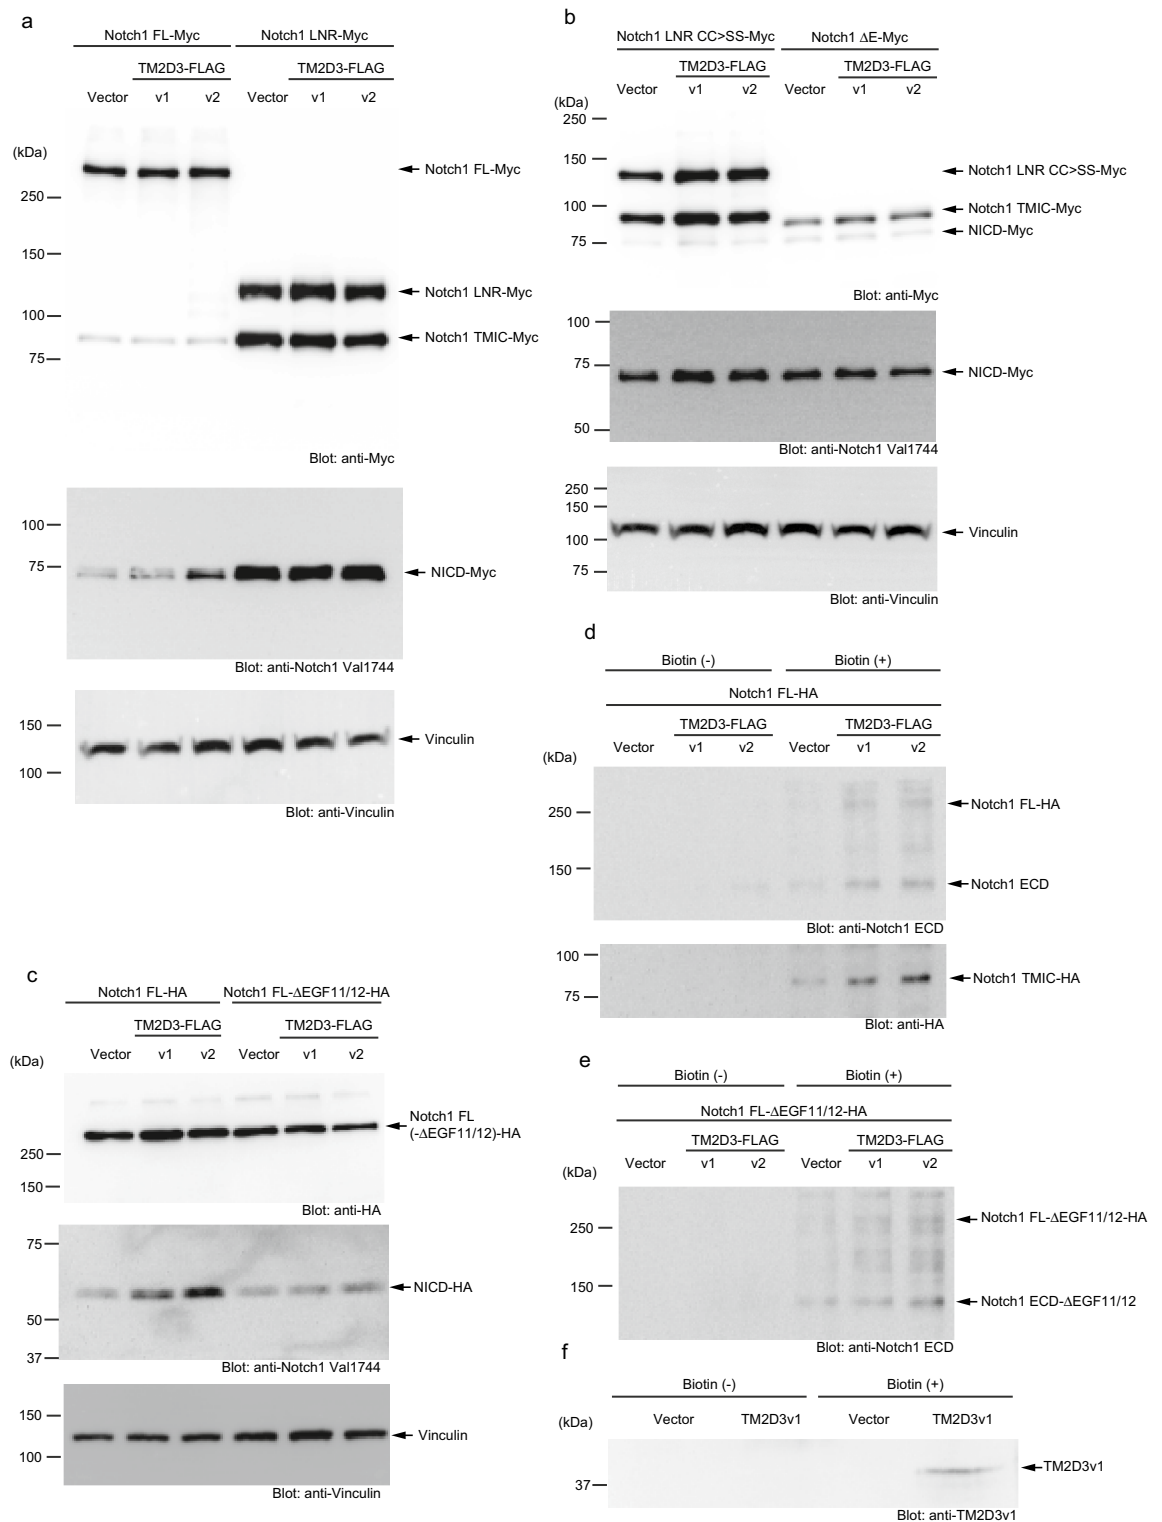 a
Notch1 FL-Myc Notch1 LNR-Myc
TM2D3-FLAG TM2D3-FLAG
Vector v1 v2 Vector v1 v2
(kDa)
Notch1 FL-Myc
250
150
Notch1 LNR-Myc
100
Notch1 TMIC-Myc
75
Blot: anti-Myc
100
75
NICD-Myc
Blot: anti-Notch1 Val1744
150
Vinculin
100
Blot: anti-Vinculin
b
Notch1 LNR CC>SS-Myc Notch1 ΔE-Myc
TM2D3-FLAG TM2D3-FLAG
Vector v1 v2 Vector v1 v2
(kDa)
250
150
Notch1 LNR CC>SS-Myc
100
Notch1 TMIC-Myc
NICD-Myc
75
Blot: anti-Myc
100
75
NICD-Myc
50
Blot: anti-Notch1 Val1744
250
150
Vinculin
100
75
Blot: anti-Vinculin
c
Notch1 FL-HA Notch1 FL-ΔEGF11/12-HA
TM2D3-FLAG TM2D3-FLAG
Vector v1 v2 Vector v1 v2
(kDa)
Notch1 FL
(-ΔEGF11/12)-HA
250
150
Blot: anti-HA
75
NICD-HA
50
37
Blot: anti-Notch1 Val1744
150
Vinculin
100
Blot: anti-Vinculin
d
Biotin (-) Biotin (+)
Notch1 FL-HA
TM2D3-FLAG TM2D3-FLAG
Vector v1 v2 Vector v1 v2
(kDa)
Notch1 FL-HA
250
150
Notch1 ECD
Blot: anti-Notch1 ECD
100
Notch1 TMIC-HA
75
Blot: anti-HA
e
Biotin (-) Biotin (+)
Notch1 FL-ΔEGF11/12-HA
TM2D3-FLAG TM2D3-FLAG
Vector v1 v2 Vector v1 v2
(kDa)
Notch1 FL-ΔEGF11/12-HA
250
150
Notch1 ECD-ΔEGF11/12
Blot: anti-Notch1 ECD
f
Biotin (-) Biotin (+)
(kDa)
Vector TM2D3v1 Vector TM2D3v1
TM2D3v1
37
Blot: anti-TM2D3v1